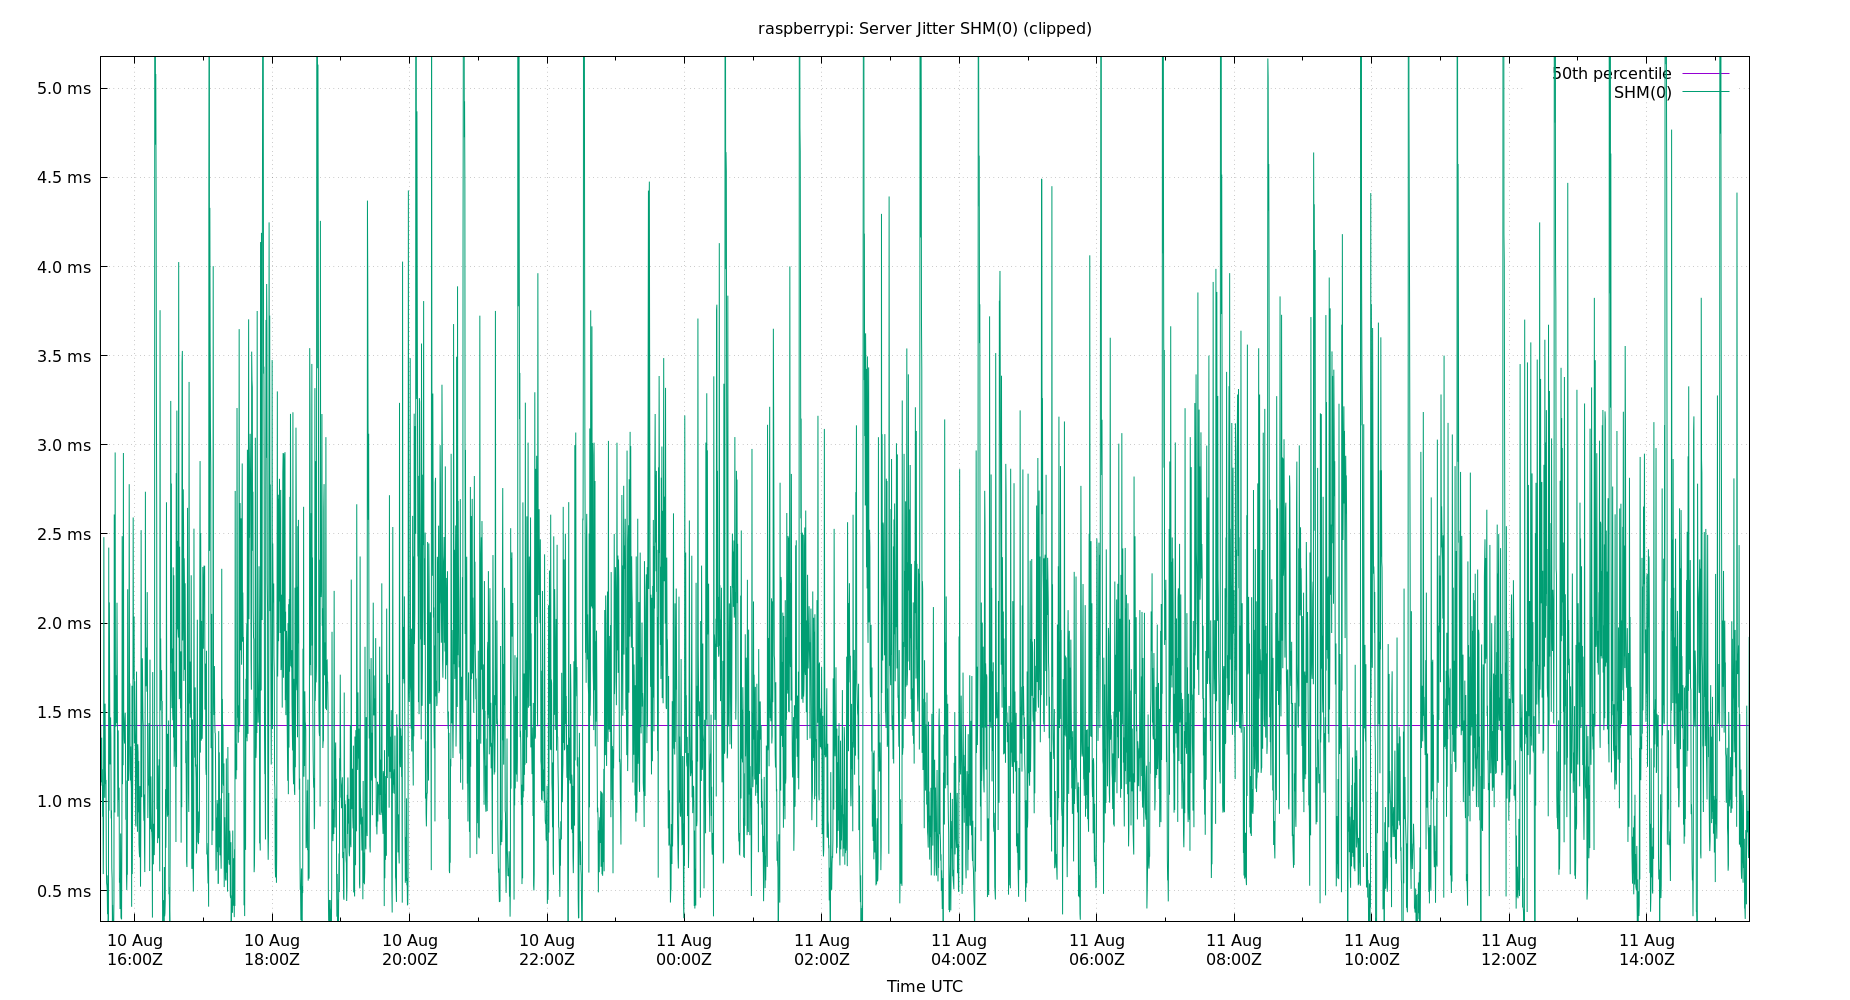 raspberrypi: Server Jitter SHM(0) (clipped)
50th percentile
SHM(0)
5.0 ms
4.5 ms
4.0 ms
3.5 ms
3.0 ms
2.5 ms
2.0 ms
1.5 ms
1.0 ms
0.5 ms
10 Aug 10 Aug 10 Aug 10 Aug 11 Aug 11 Aug 11 Aug 11 Aug 11 Aug 11 Aug 11 Aug 11 Aug
16:00Z 18:00Z 20:00Z 22:00Z 00:00Z 02:00Z 04:00Z 06:00Z 08:00Z 10:00Z 12:00Z 14:00Z
Time UTC